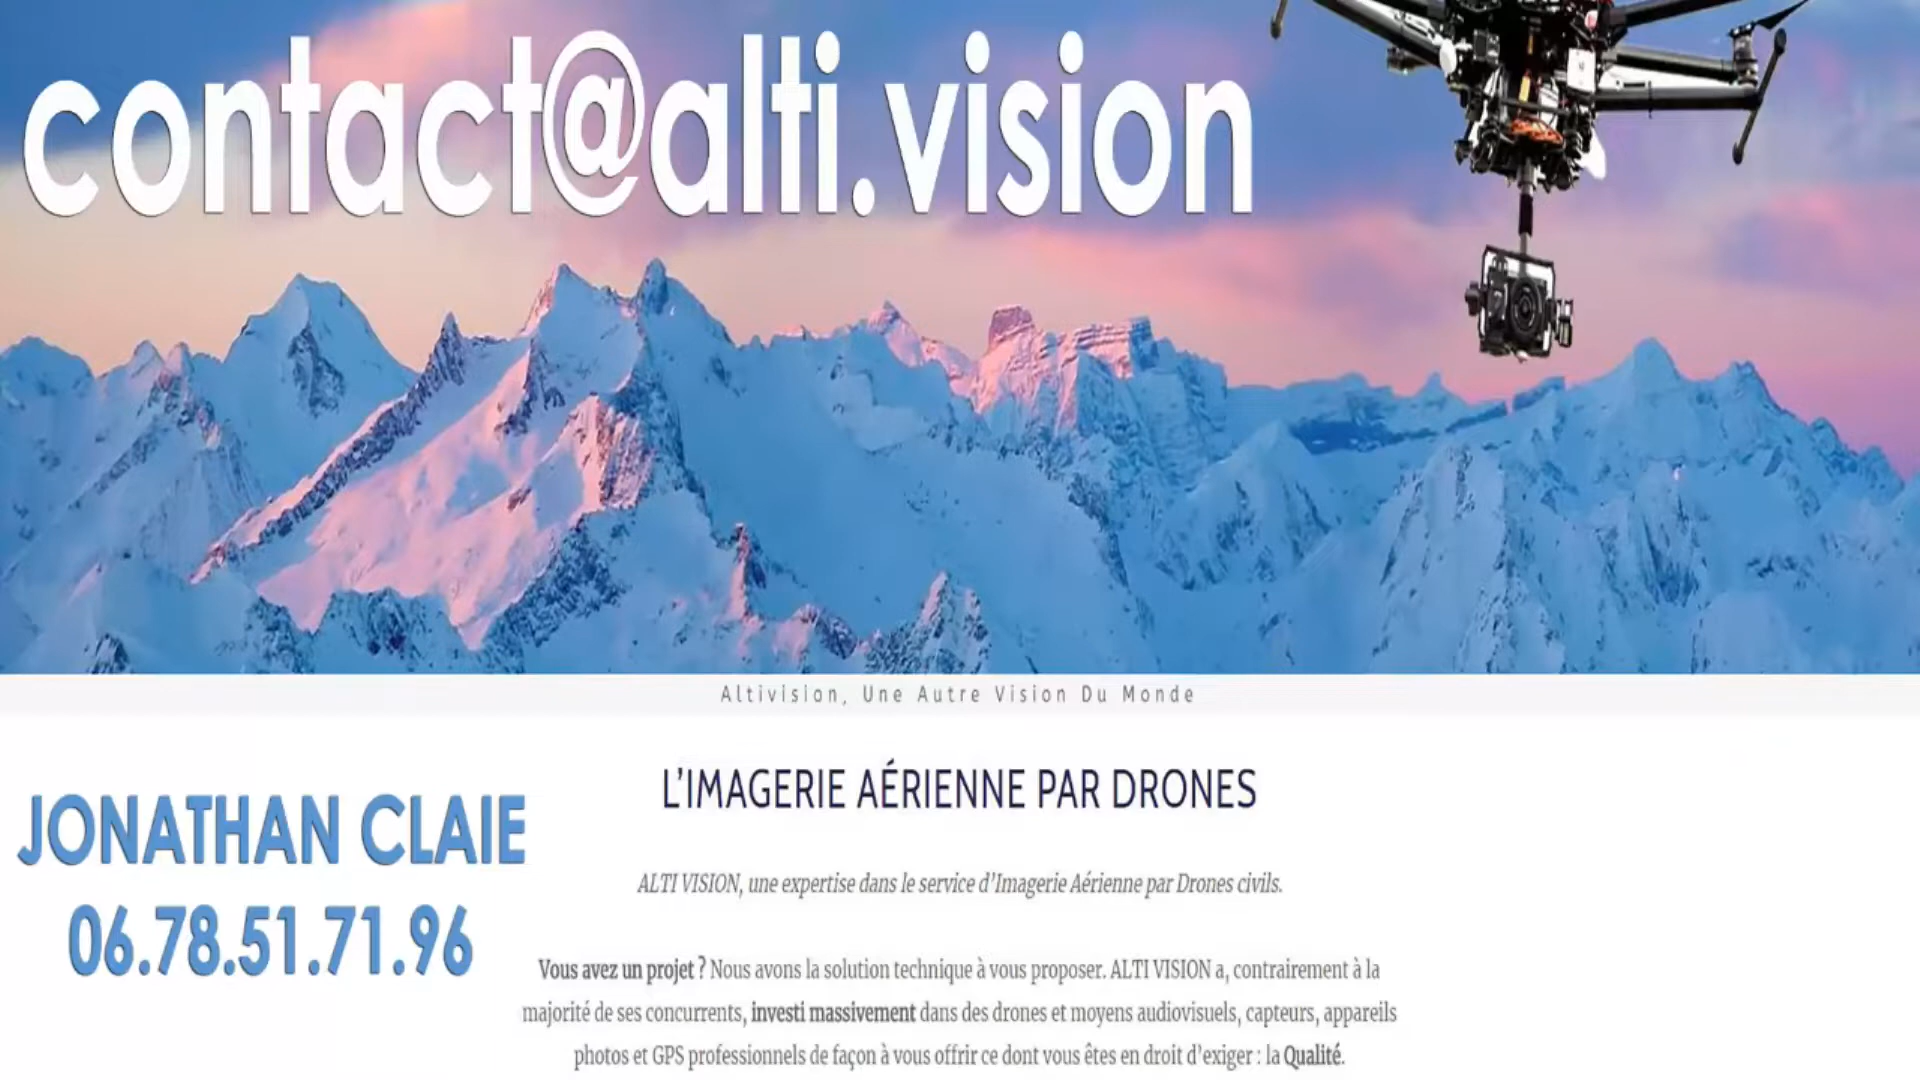 contact@alti.vision
Altivision, Une Autre Vision Du Monde
L’IMAGERIE AÉRIENNE PAR DRONES
JONATHAN CLAIE
06.78.51.71.96
ALTI VISION, une expertise dans le service d’Imagerie Aérienne par Drones civils.
Vous avez un projet ? Nous avons la solution technique à vous proposer. ALTI VISION a, contrairement à la
majorité de ses concurrents, investi massivement dans des drones et moyens audiovisuels, capteurs, appareils
photos et GPS professionnels de façon à vous offrir ce dont vous êtes en droit d’exiger : la Qualité.